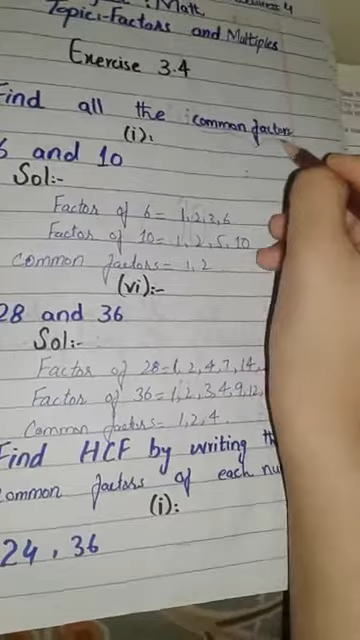 : Math
Topic:- Factors and Multiples
Exercise 3.4
Find all the common factors
(i):
6 and 10
Sol:-
Factor of 6 = 1,2,3,6
Factor of 10 = 1, 2, 5, 10
Common factors = 1, 2
(vi):-
28 and 36
Sol:-
Factor of 28 = 1, 2, 4, 7, 14,
Factor of 36 = 1, 2, 3, 4, 9, 12,
Common factors = 1, 2, 4.
Find HCF by writing
common factors of each
(i):
24, 36